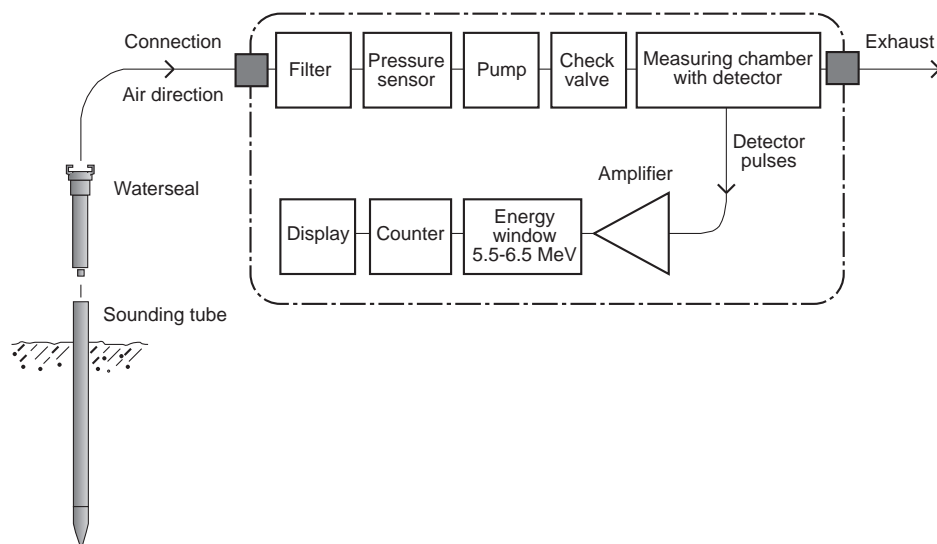 Connection
Air direction
Filter
Pressure
sensor
Pump
Check
valve
Measuring chamber
with detector
Exhaust
Detector
pulses
Amplifier
Energy
window
5.5-6.5 MeV
Counter
Display
Waterseal
Sounding tube